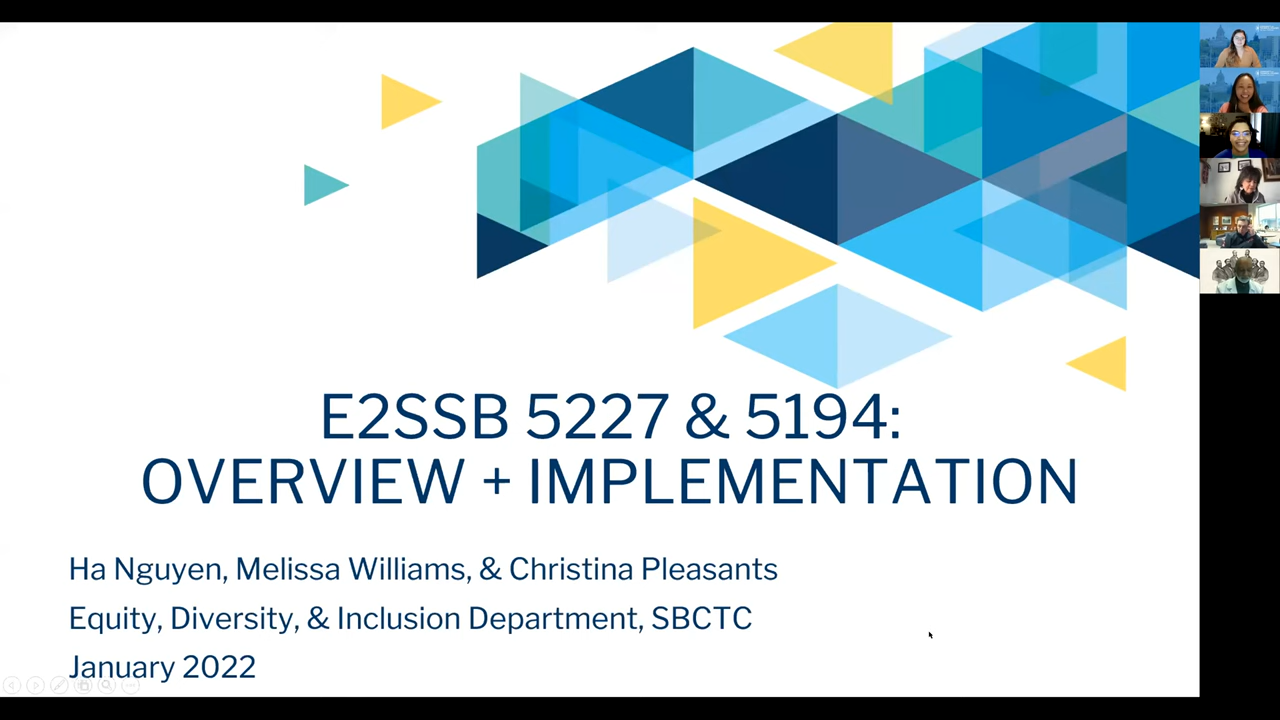 E2SSB 5227 & 5194:
OVERVIEW + IMPLEMENTATION
Ha Nguyen, Melissa Williams, & Christina Pleasants
Equity, Diversity, & Inclusion Department, SBCTC
January 2022